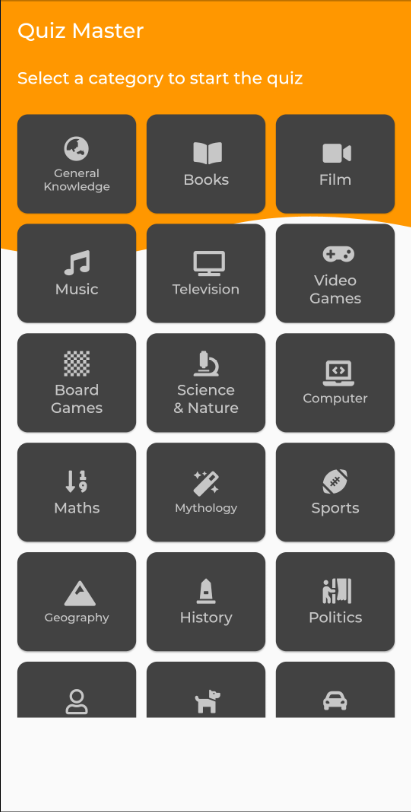 Quiz Master
Select a category to start the quiz
General
Knowledge
Books
Film
Music
Television
Video
Games
Board
Games
Science
& Nature
Computer
Maths
Mythology
Sports
Geography
History
Politics